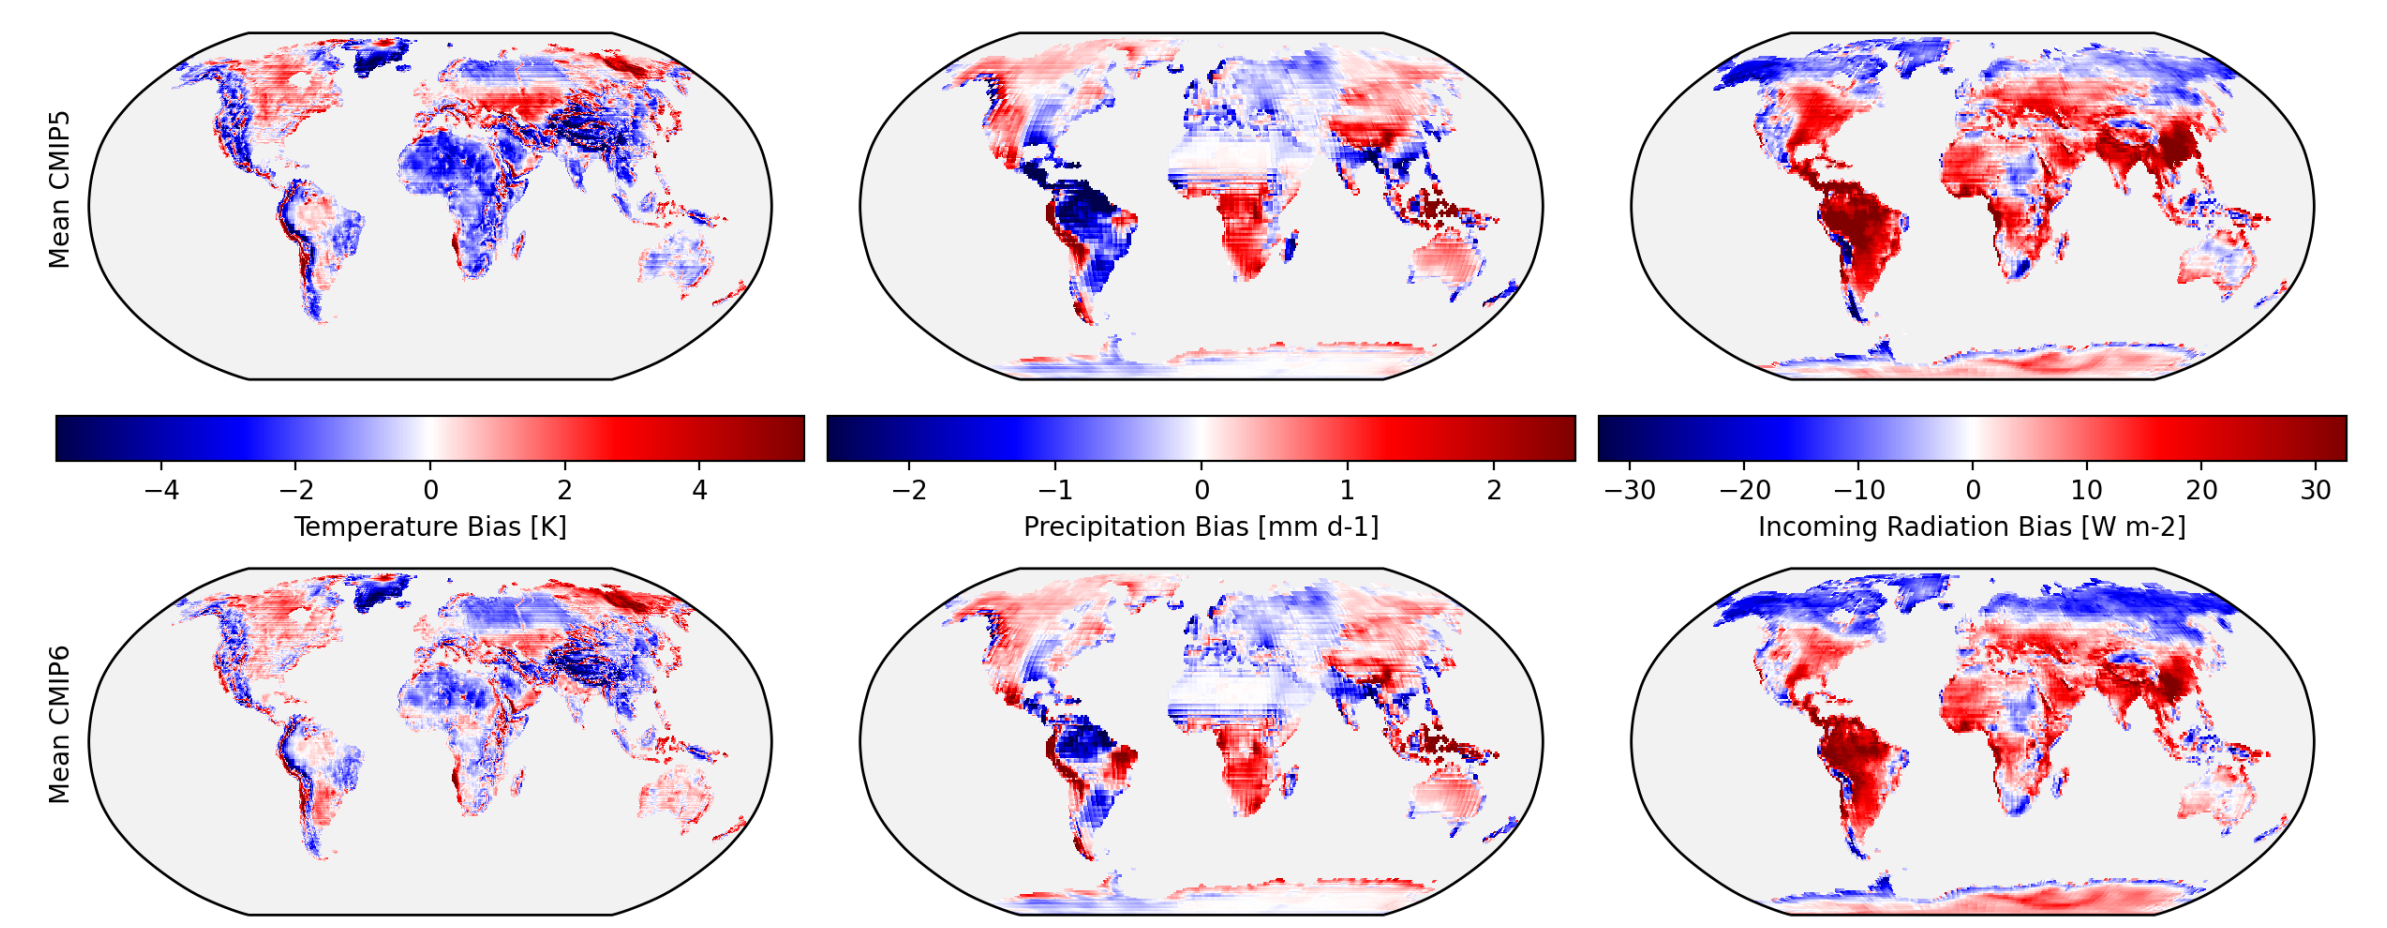 Mean CMIP5
−4 −2 0 2 4
Temperature Bias [K]
−2 −1 0 1 2
Precipitation Bias [mm d-1]
−30 −20 −10 0 10 20 30
Incoming Radiation Bias [W m-2]
Mean CMIP6